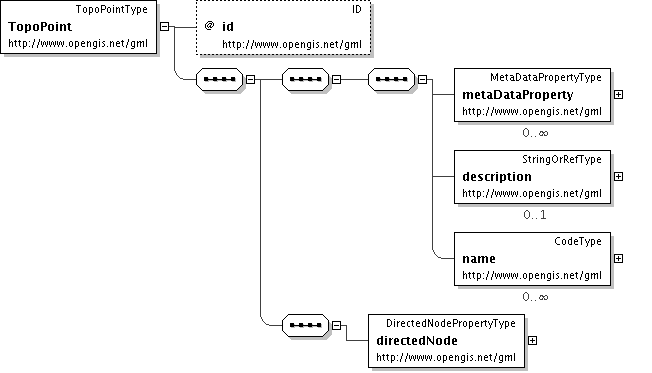 TopoPointType
TopoPoint
http://www.opengis.net/gml
ID
@ id
http://www.opengis.net/gml
MetaDataPropertyType
metaDataProperty
http://www.opengis.net/gml
0..∞
StringOrRefType
description
http://www.opengis.net/gml
0..1
CodeType
name
http://www.opengis.net/gml
0..∞
DirectedNodePropertyType
directedNode
http://www.opengis.net/gml